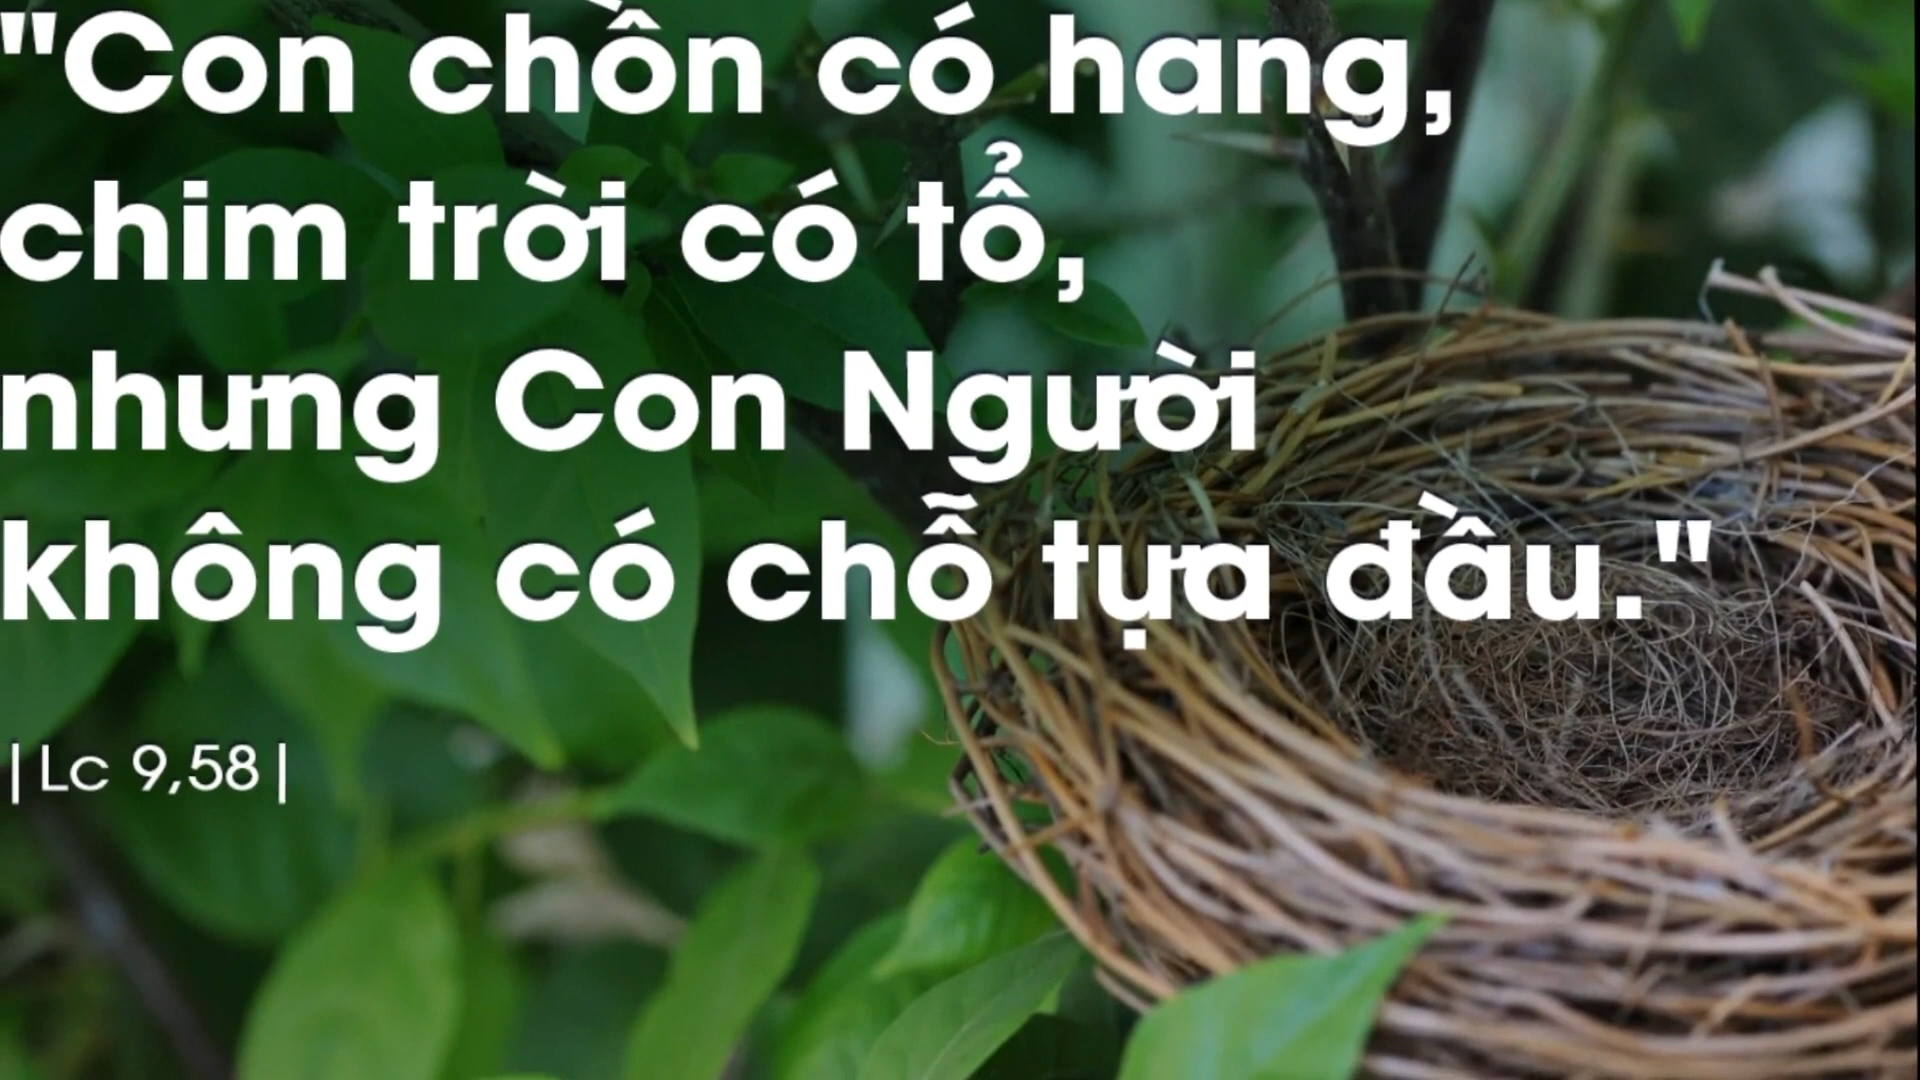 "Con chồn có hang,
chim trời có tổ,
nhưng Con Người
không có chỗ tựa đầu."
|Lc 9,58|